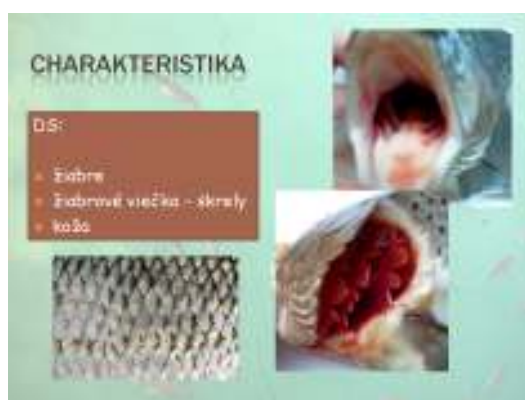 CHARAKTERISTIKA
DS:
žiabre
žiabrové viečka – skrely
koža